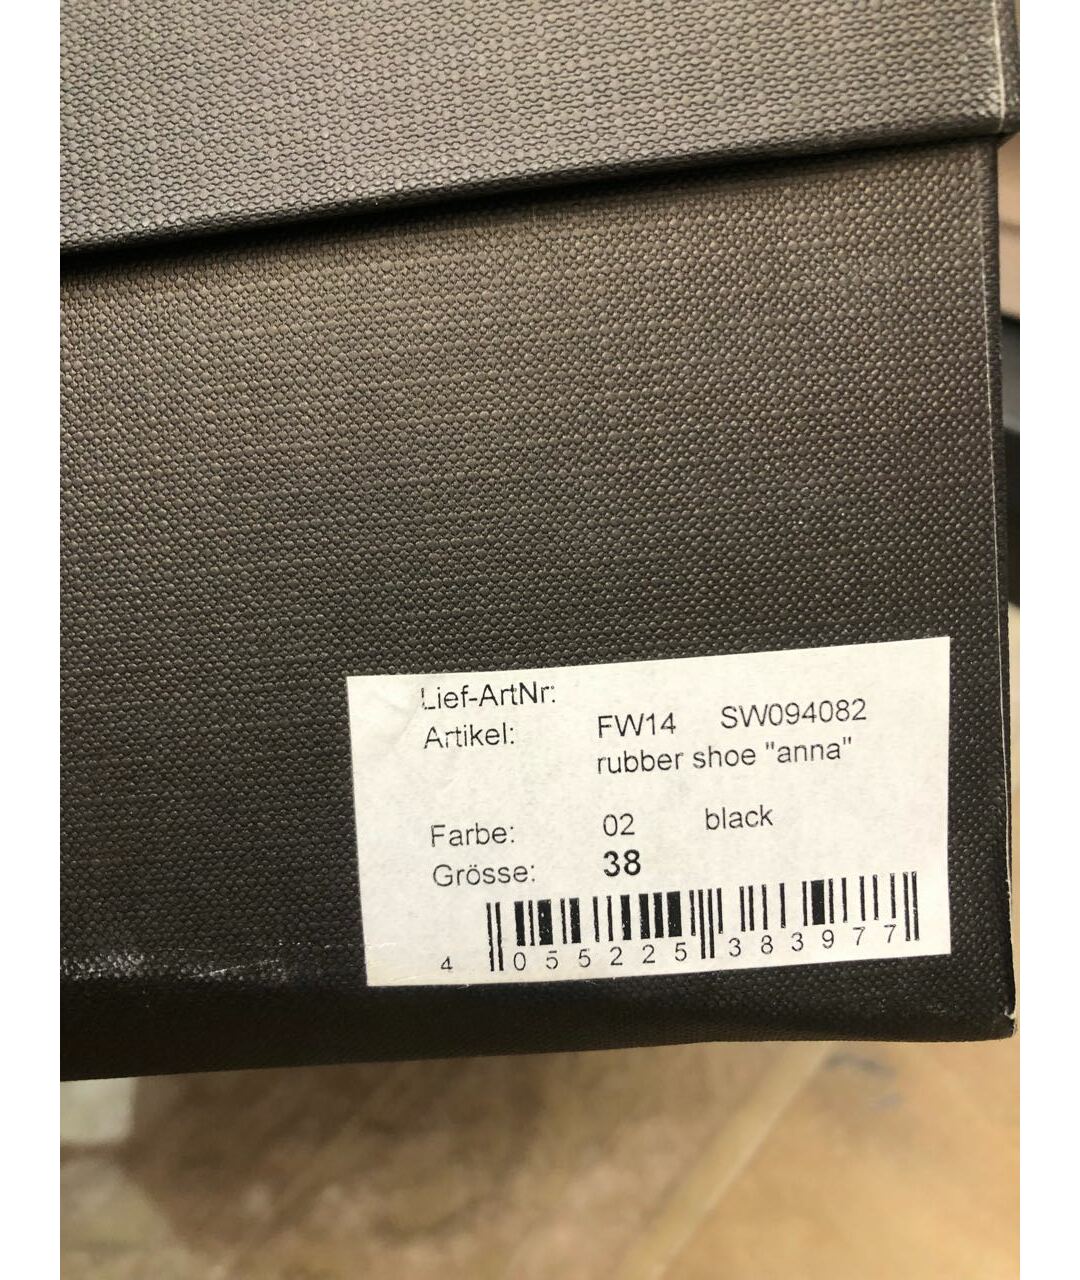 Lief-ArtNr:
Artikel: FW14 SW094082
rubber shoe "anna"
Farbe: 02 black
Grösse: 38
4 055225 383977